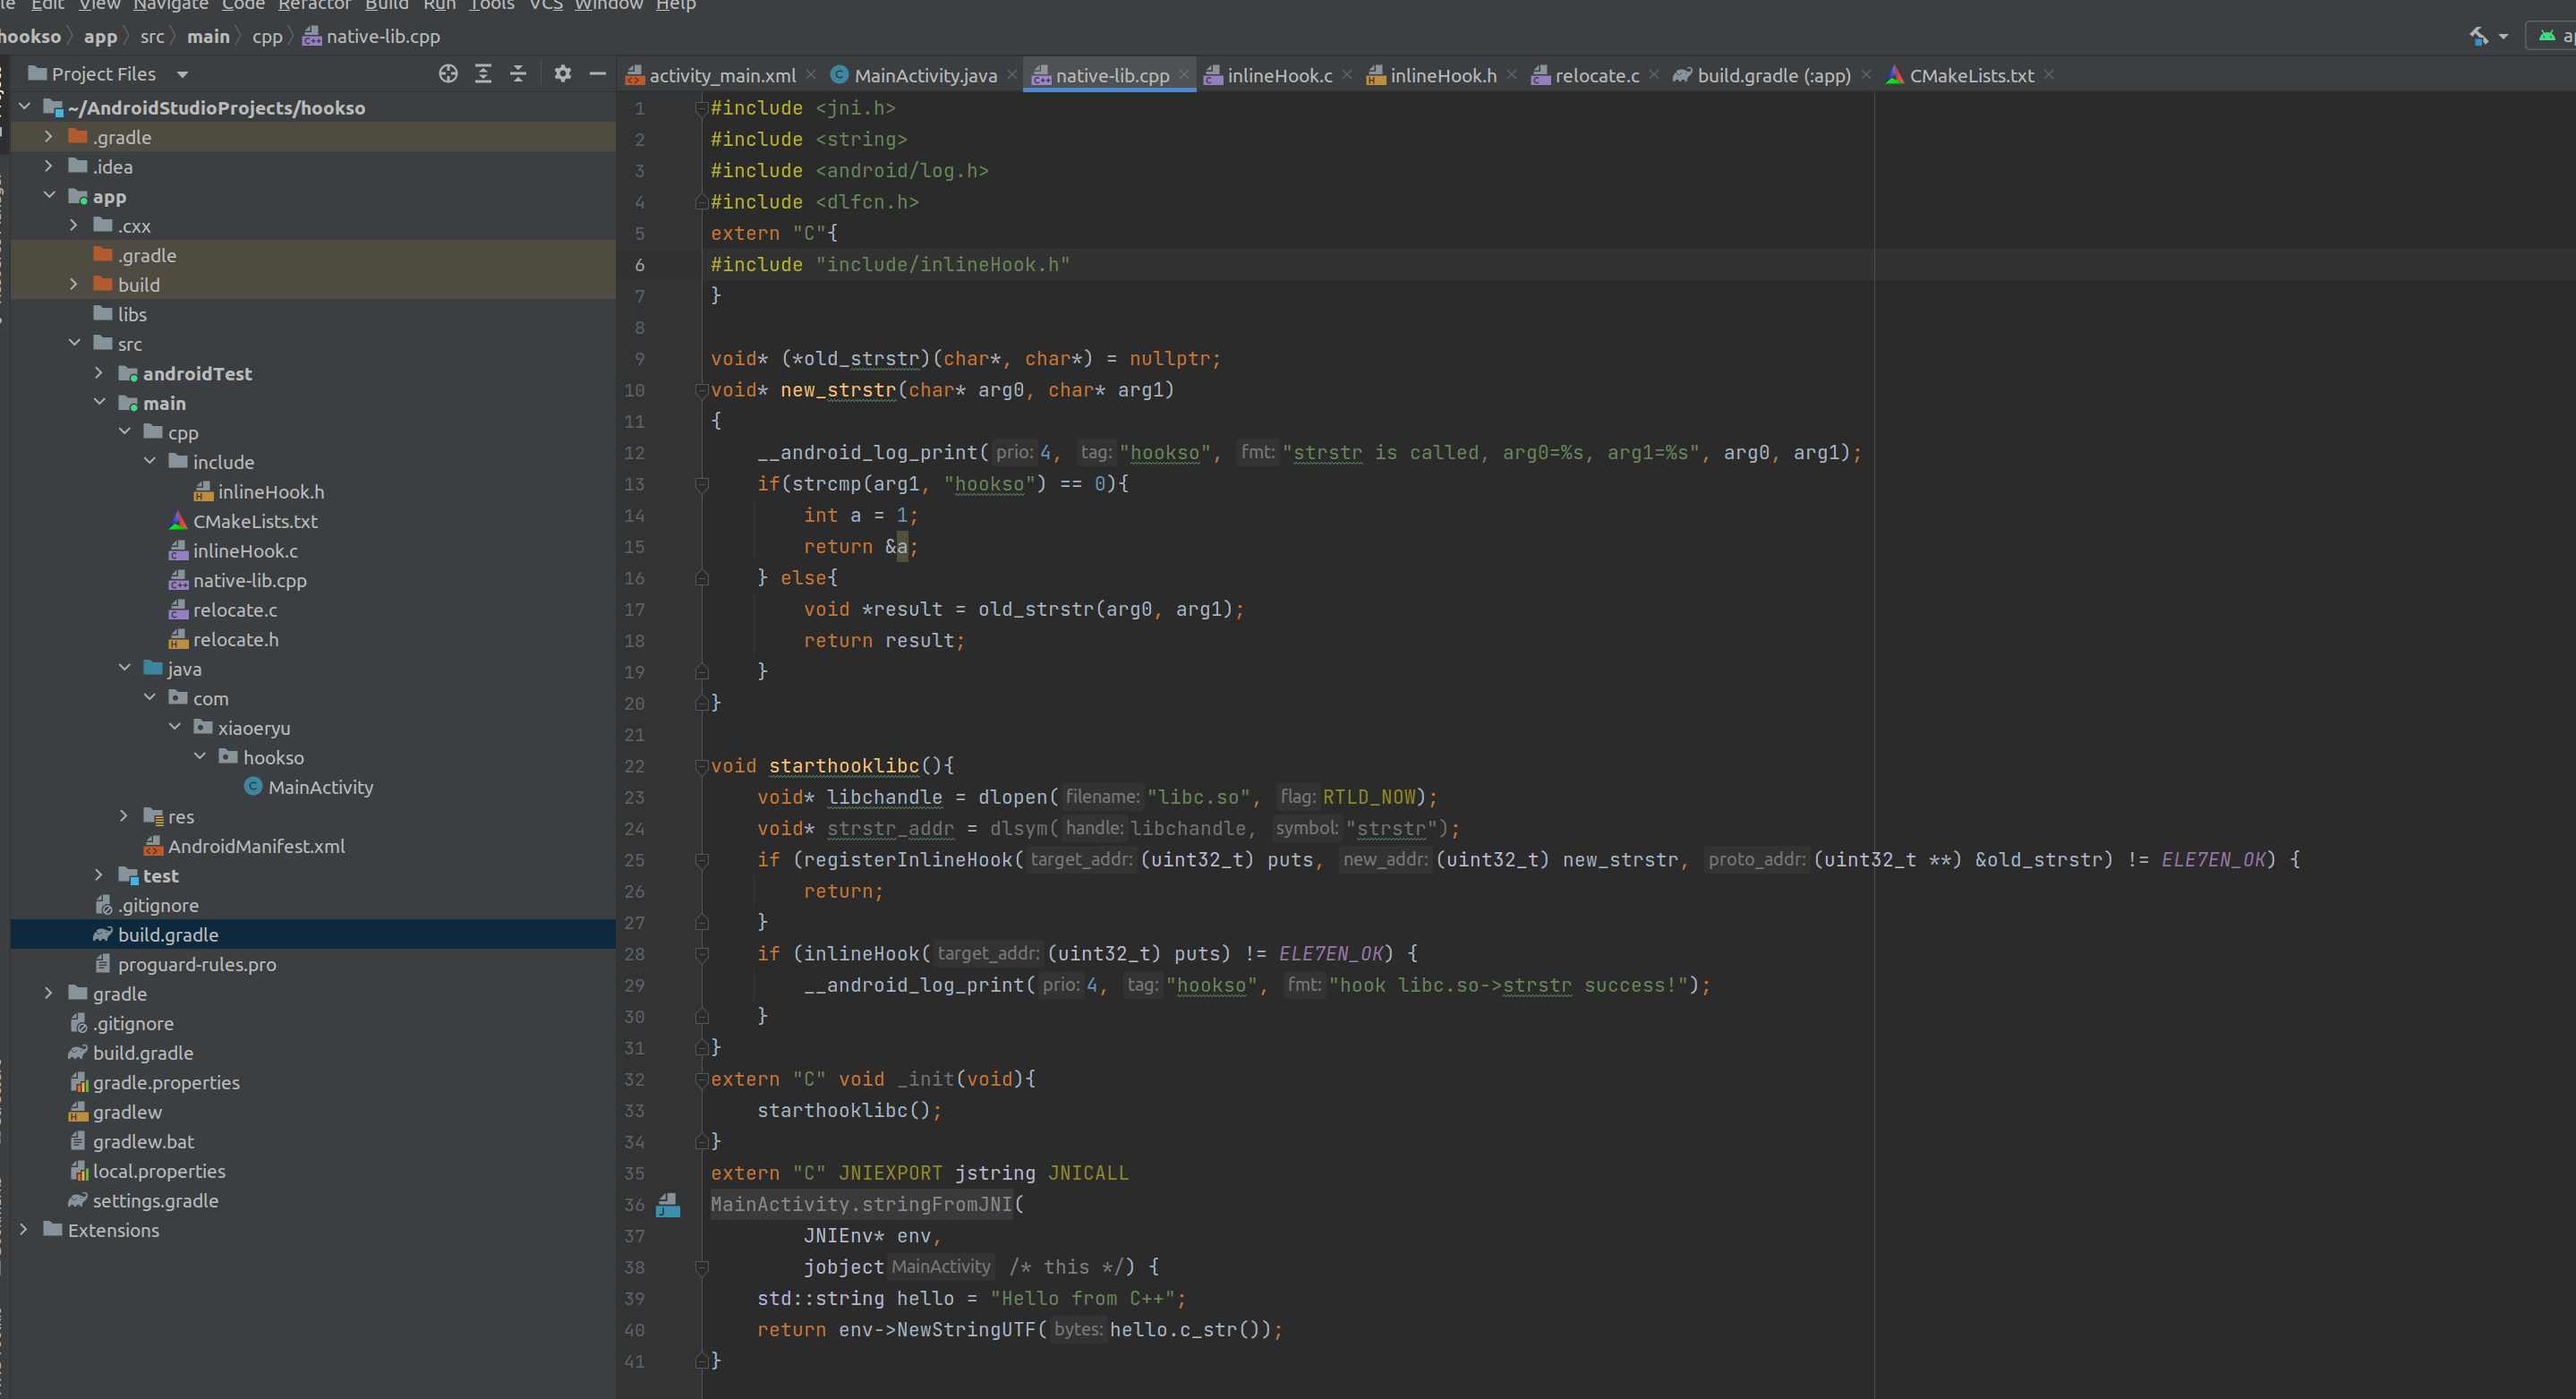 Edit View Navigate Code Refactor Build Run Tools VCS Window Help
hookso app src main cpp native-lib.cpp
Project Files
activity_main.xml MainActivity.java native-lib.cpp inlineHook.c inlineHook.h relocate.c build.gradle (:app) CMakeLists.txt
~/AndroidStudioProjects/hookso
.gradle
.idea
app
.cxx
.gradle
build
libs
src
androidTest
main
cpp
include
inlineHook.h
CMakeLists.txt
inlineHook.c
native-lib.cpp
relocate.c
relocate.h
java
com
xiaoeryu
hookso
MainActivity
res
AndroidManifest.xml
test
.gitignore
build.gradle
proguard-rules.pro
gradle
.gitignore
build.gradle
gradle.properties
gradlew
gradlew.bat
local.properties
settings.gradle
Extensions
1 #include <jni.h>
2 #include <string>
3 #include <android/log.h>
4 #include <dlfcn.h>
5 extern "C"{
6 #include "include/inlineHook.h"
7 }
8
9 void* (*old_strstr)(char*, char*) = nullptr;
10 void* new_strstr(char* arg0, char* arg1)
11 {
12     __android_log_print( prio: 4, tag: "hookso", fmt: "strstr is called, arg0=%s, arg1=%s", arg0, arg1);
13     if(strcmp(arg1, "hookso") == 0){
14         int a = 1;
15         return &a;
16     } else{
17         void *result = old_strstr(arg0, arg1);
18         return result;
19     }
20 }
21
22 void starthooklibc(){
23     void* libchandle = dlopen( filename: "libc.so", flag: RTLD_NOW);
24     void* strstr_addr = dlsym( handle: libchandle, symbol: "strstr");
25     if (registerInlineHook( target_addr: (uint32_t) puts, new_addr: (uint32_t) new_strstr, proto_addr: (uint32_t **) &old_strstr) != ELE7EN_OK) {
26         return;
27     }
28     if (inlineHook( target_addr: (uint32_t) puts) != ELE7EN_OK) {
29         __android_log_print( prio: 4, tag: "hookso", fmt: "hook libc.so->strstr success!");
30     }
31 }
32 extern "C" void _init(void){
33     starthooklibc();
34 }
35 extern "C" JNIEXPORT jstring JNICALL
36 MainActivity.stringFromJNI(
37         JNIEnv* env,
38         jobject MainActivity /* this */) {
39     std::string hello = "Hello from C++";
40     return env->NewStringUTF( bytes: hello.c_str());
41 }